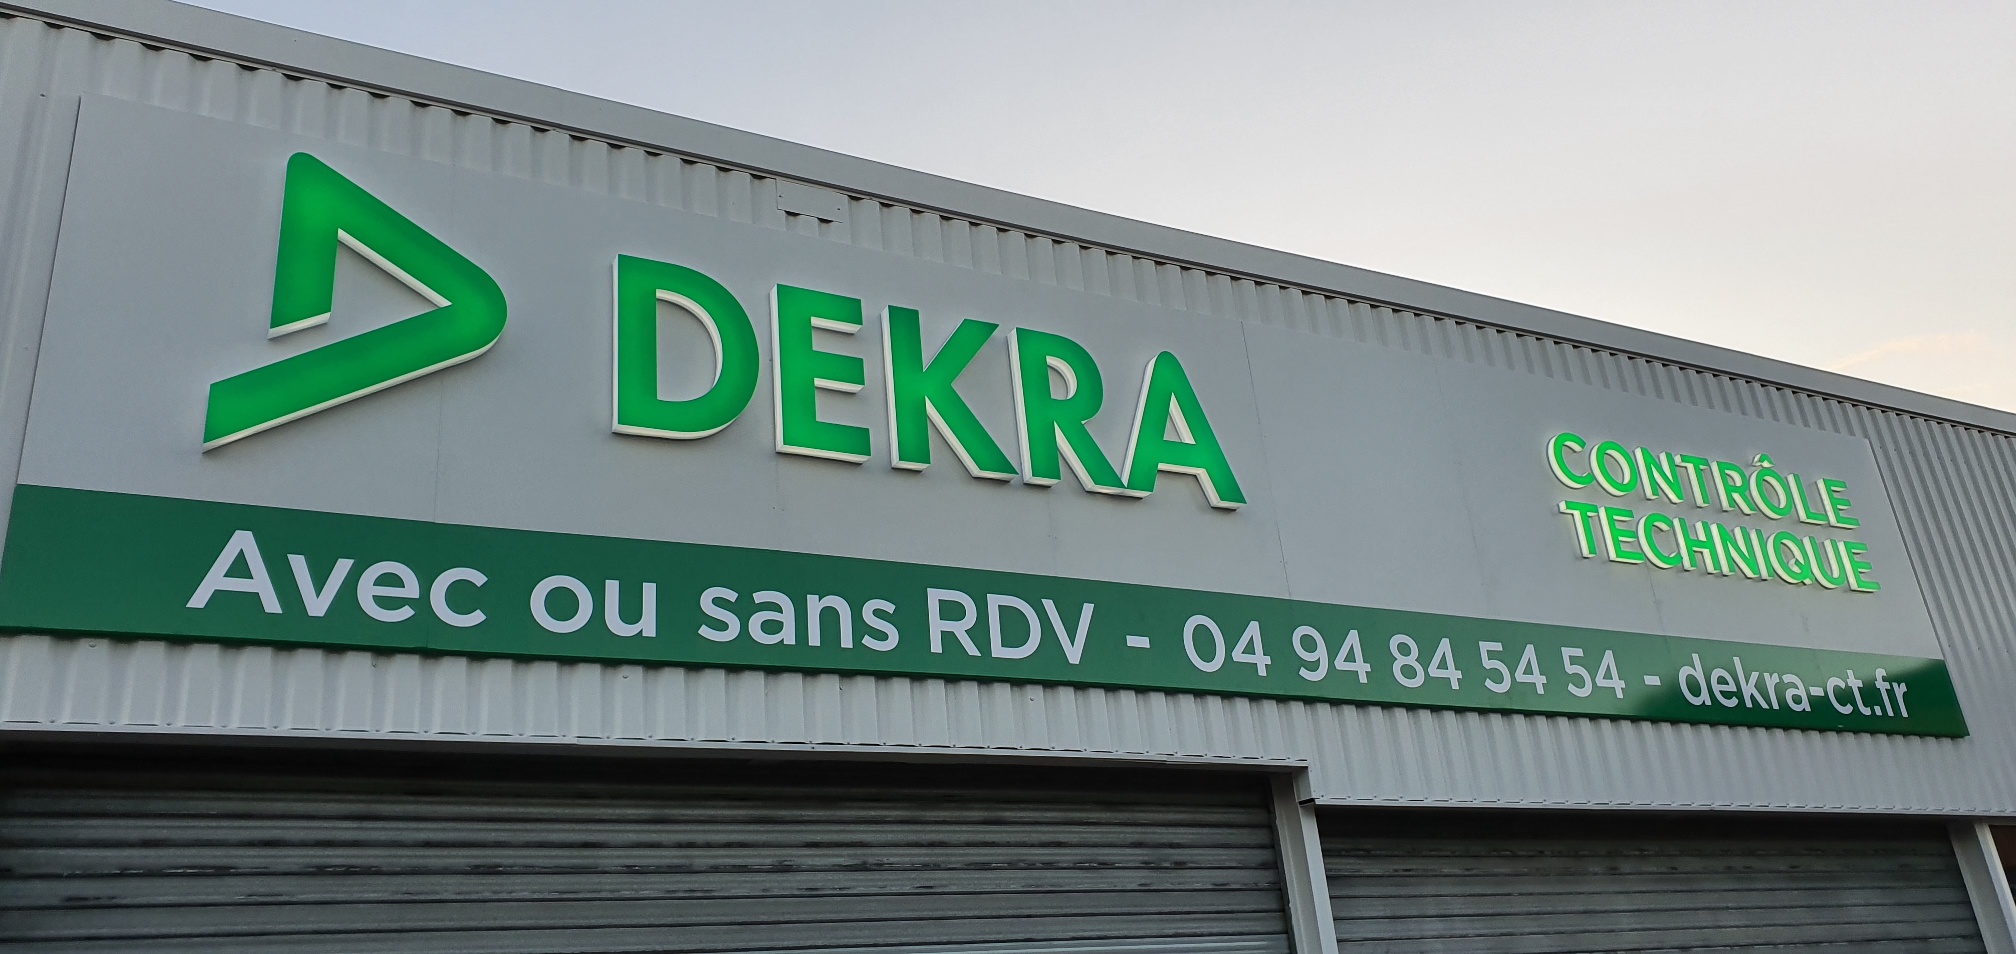 DEKRA
CONTRÔLE
TECHNIQUE
Avec ou sans RDV - 04 94 84 54 54 - dekra-ct.fr